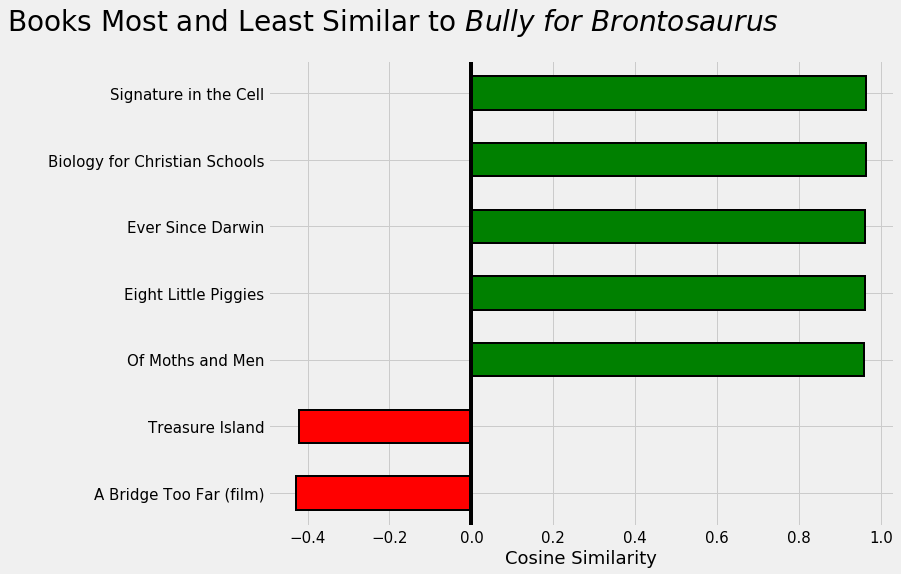 Books Most and Least Similar to Bully for Brontosaurus
Signature in the Cell
Biology for Christian Schools
Ever Since Darwin
Eight Little Piggies
Of Moths and Men
Treasure Island
A Bridge Too Far (film)
−0.4 −0.2 0.0 0.2 0.4 0.6 0.8 1.0
Cosine Similarity